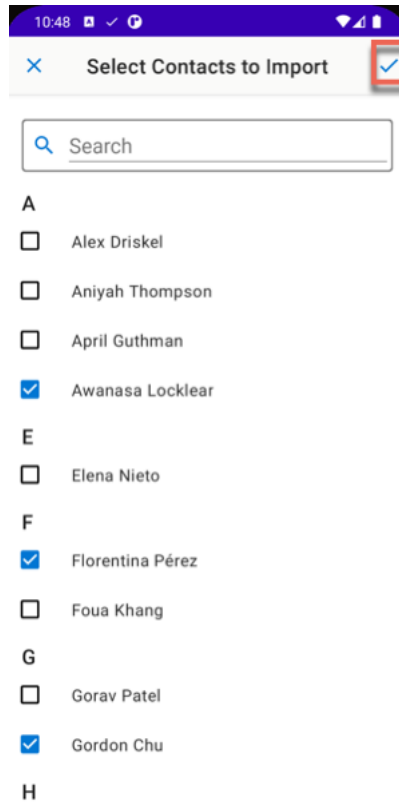 10:48
Select Contacts to Import
Search
A
Alex Driskel
Aniyah Thompson
April Guthman
Awanasa Locklear
E
Elena Nieto
F
Florentina Pérez
Foua Khang
G
Gorav Patel
Gordon Chu
H